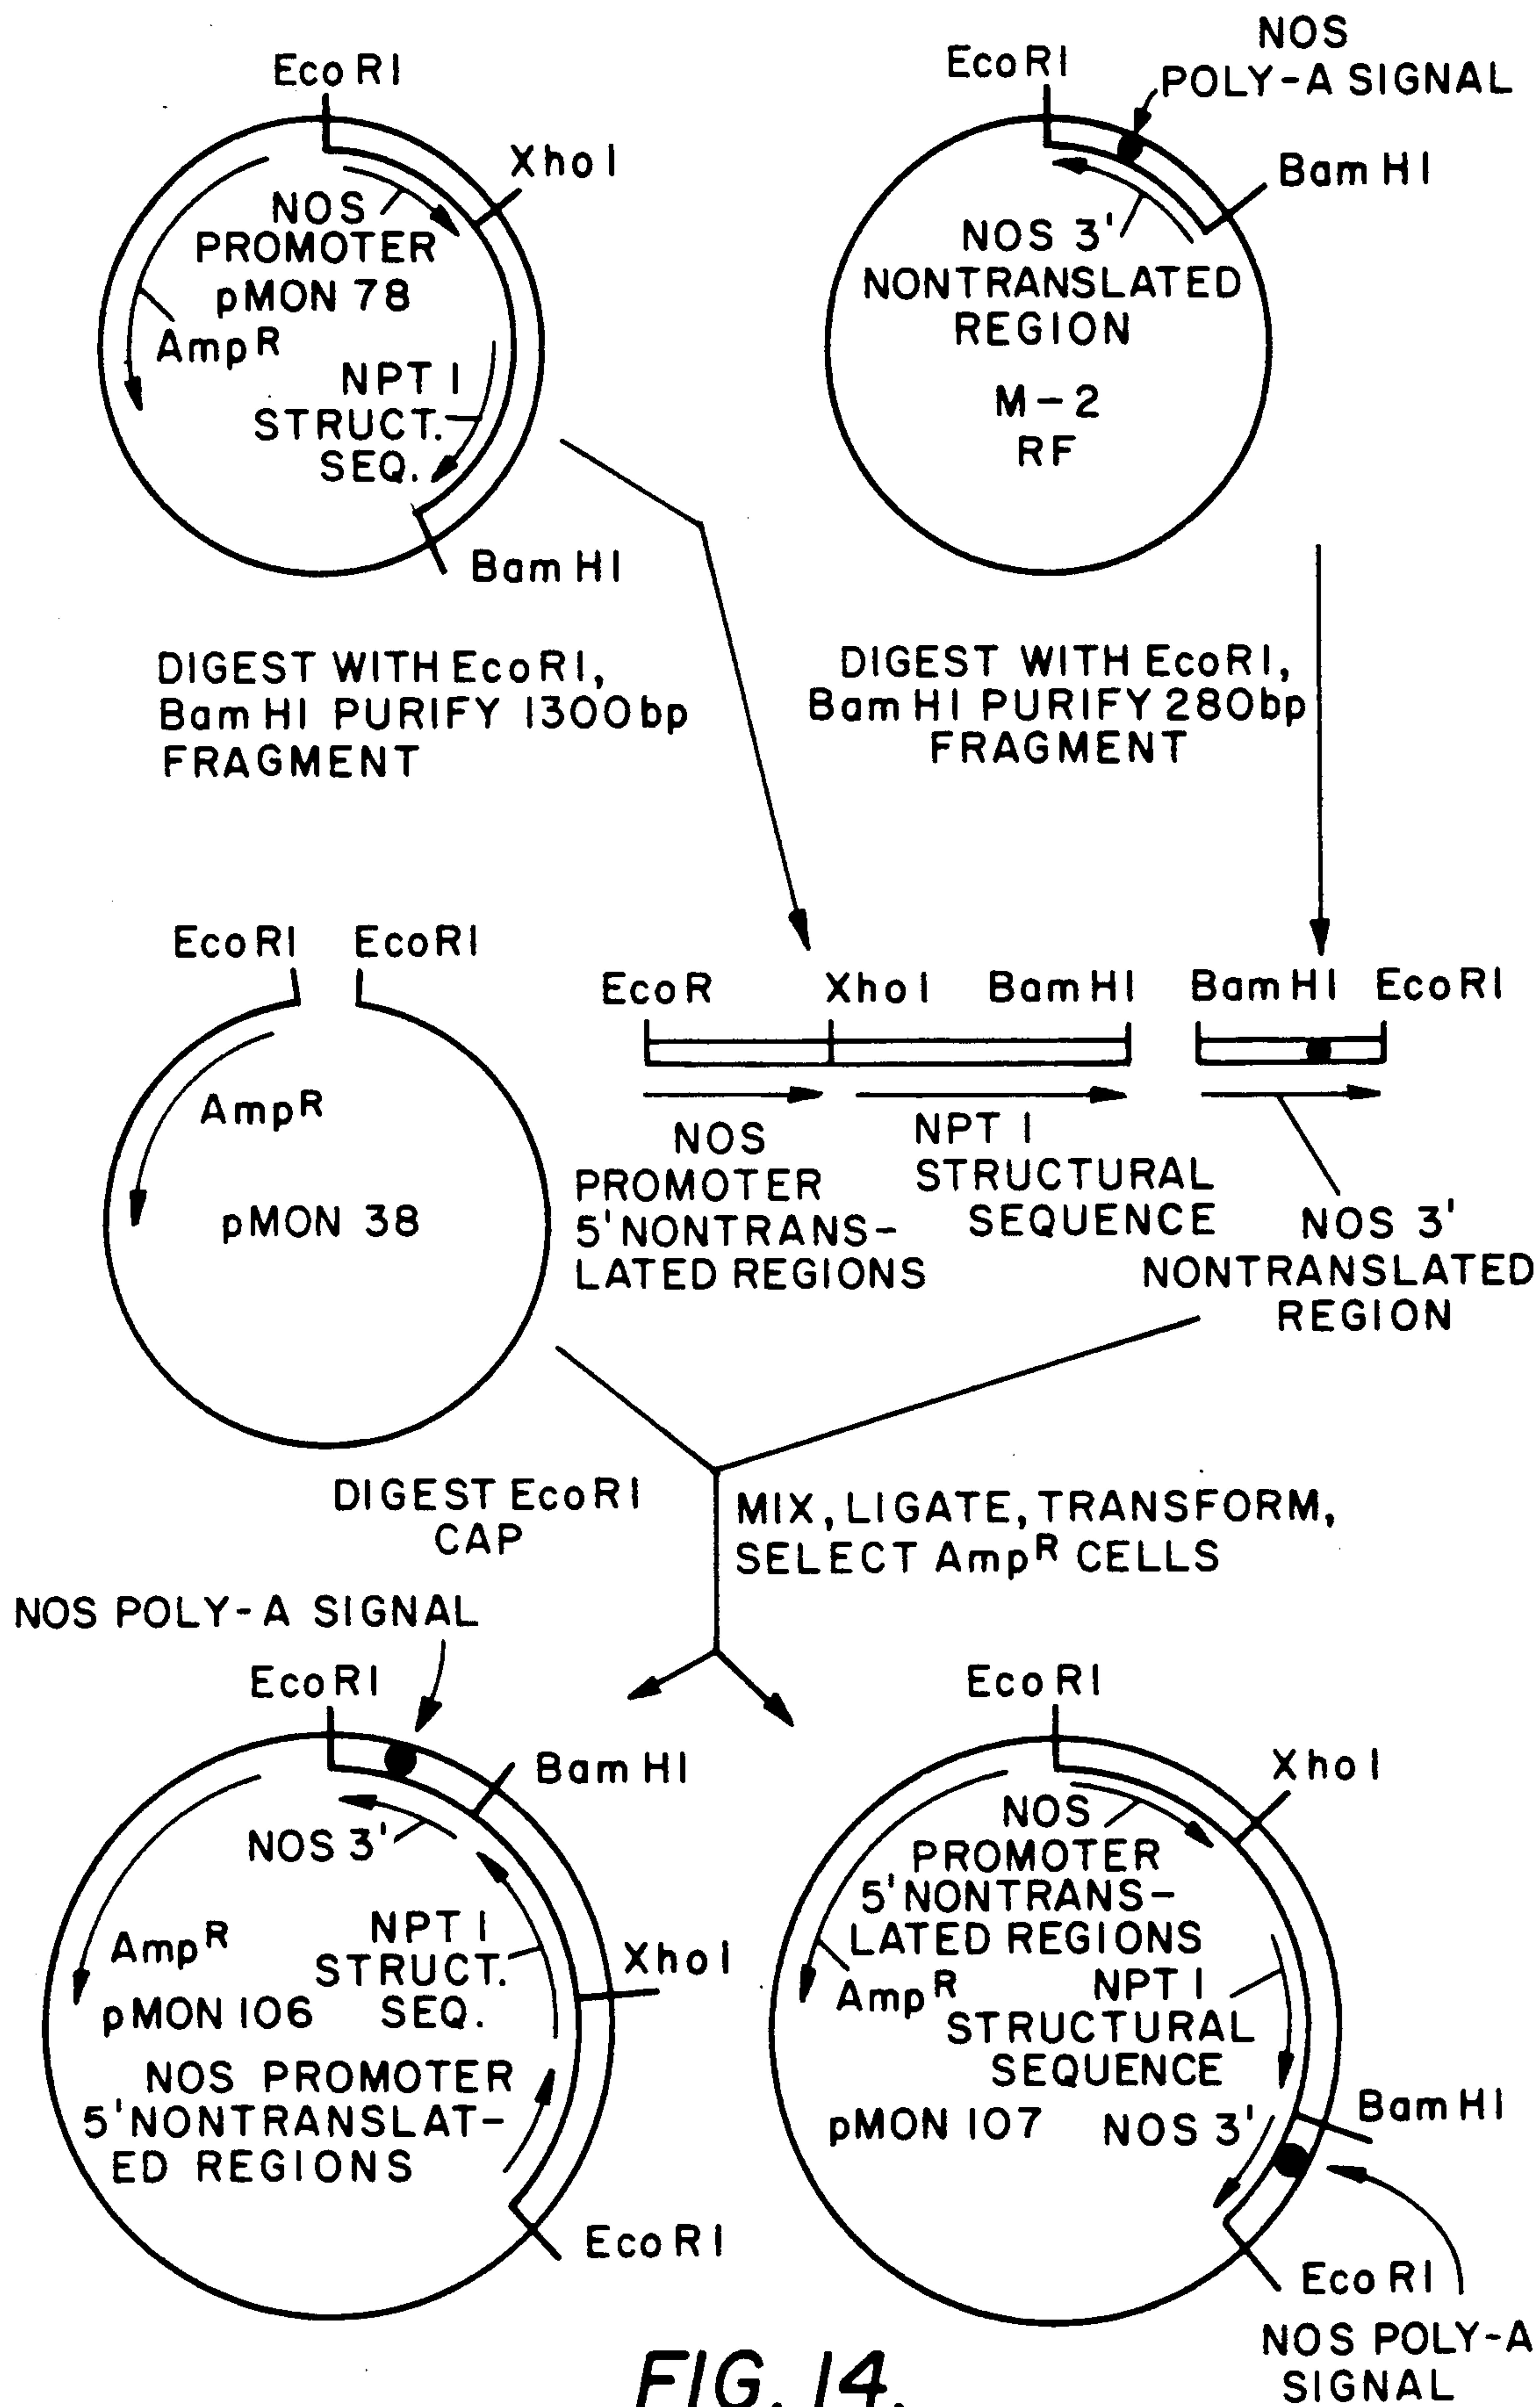 EcoRI
XhoI
NOS
PROMOTER
pMON 78
AmpR
NPT I
STRUCT.
SEQ.
BamHI
EcoRI
NOS
POLY-A SIGNAL
BamHI
NOS 3'
NONTRANSLATED
REGION
M-2
RF
DIGEST WITH EcoRI,
BamHI PURIFY 1300bp
FRAGMENT
DIGEST WITH EcoRI,
BamHI PURIFY 280bp
FRAGMENT
EcoRI EcoRI
AmpR
pMON 38
EcoR XhoI BamHI BamHI EcoRI
NOS
PROMOTER
5'NONTRANS-
LATED REGIONS
NPT I
STRUCTURAL
SEQUENCE
NOS 3'
NONTRANSLATED
REGION
DIGEST EcoRI
CAP
MIX, LIGATE, TRANSFORM,
SELECT AmpR CELLS
NOS POLY-A SIGNAL
EcoRI
BamHI
NOS 3'
AmpR
NPT I
STRUCT.
SEQ.
XhoI
pMON 106
NOS PROMOTER
5'NONTRANSLAT-
ED REGIONS
EcoRI
EcoRI
XhoI
NOS
PROMOTER
5'NONTRANS-
LATED REGIONS
AmpR
NPT I
STRUCTURAL
SEQUENCE
pMON 107
NOS 3'
BamHI
EcoRI
NOS POLY-A
SIGNAL
FIG. 14.